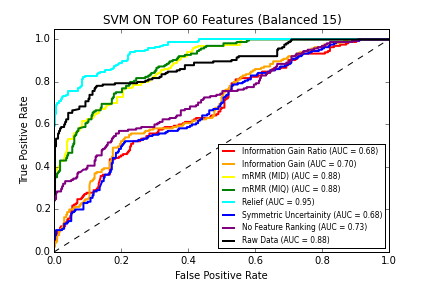 SVM ON TOP 60 Features (Balanced 15)
True Positive Rate
1.0
0.8
0.6
0.4
0.2
0.0
Information Gain Ratio (AUC = 0.68)
Information Gain (AUC = 0.70)
mRMR (MID) (AUC = 0.88)
mRMR (MIQ) (AUC = 0.88)
Relief (AUC = 0.95)
Symmetric Uncertainity (AUC = 0.68)
No Feature Ranking (AUC = 0.73)
Raw Data (AUC = 0.88)
0.0 0.2 0.4 0.6 0.8 1.0
False Positive Rate